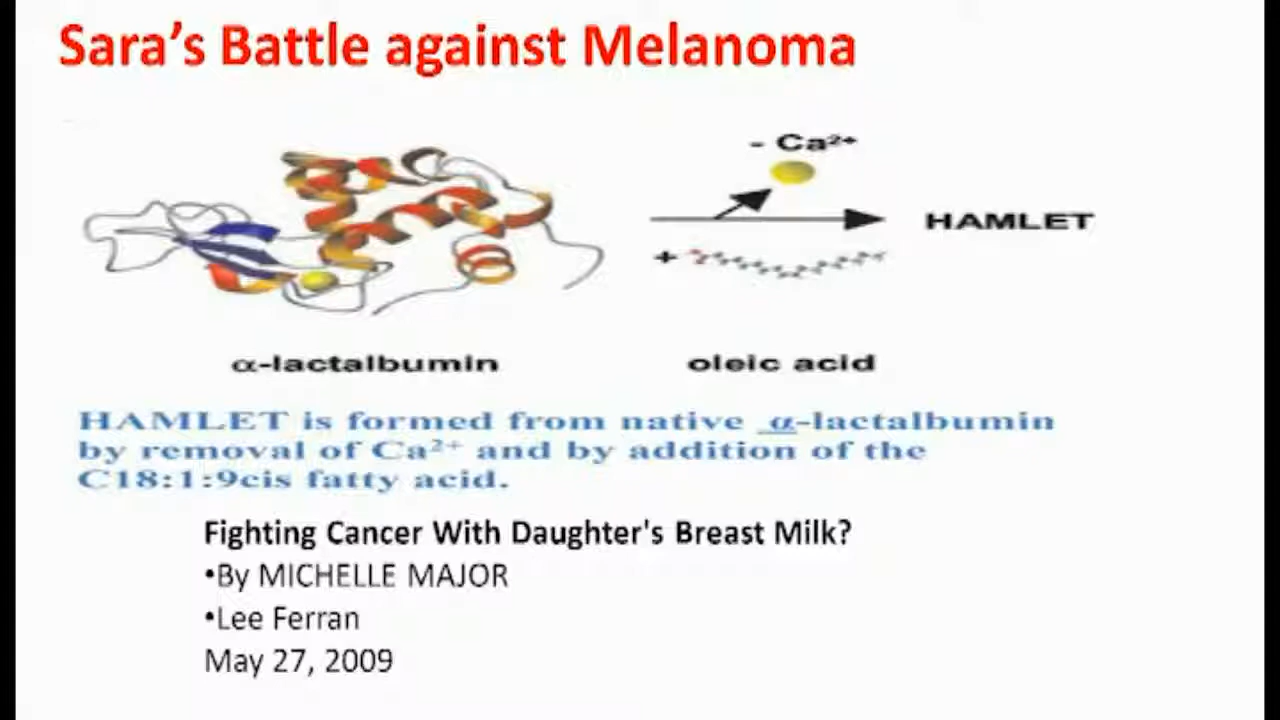 Sara’s Battle against Melanoma
- Ca²⁺
HAMLET
+
α-lactalbumin
oleic acid
HAMLET is formed from native α-lactalbumin
by removal of Ca²⁺ and by addition of the
C18:1:9cis fatty acid.
Fighting Cancer With Daughter's Breast Milk?
•By MICHELLE MAJOR
•Lee Ferran
May 27, 2009